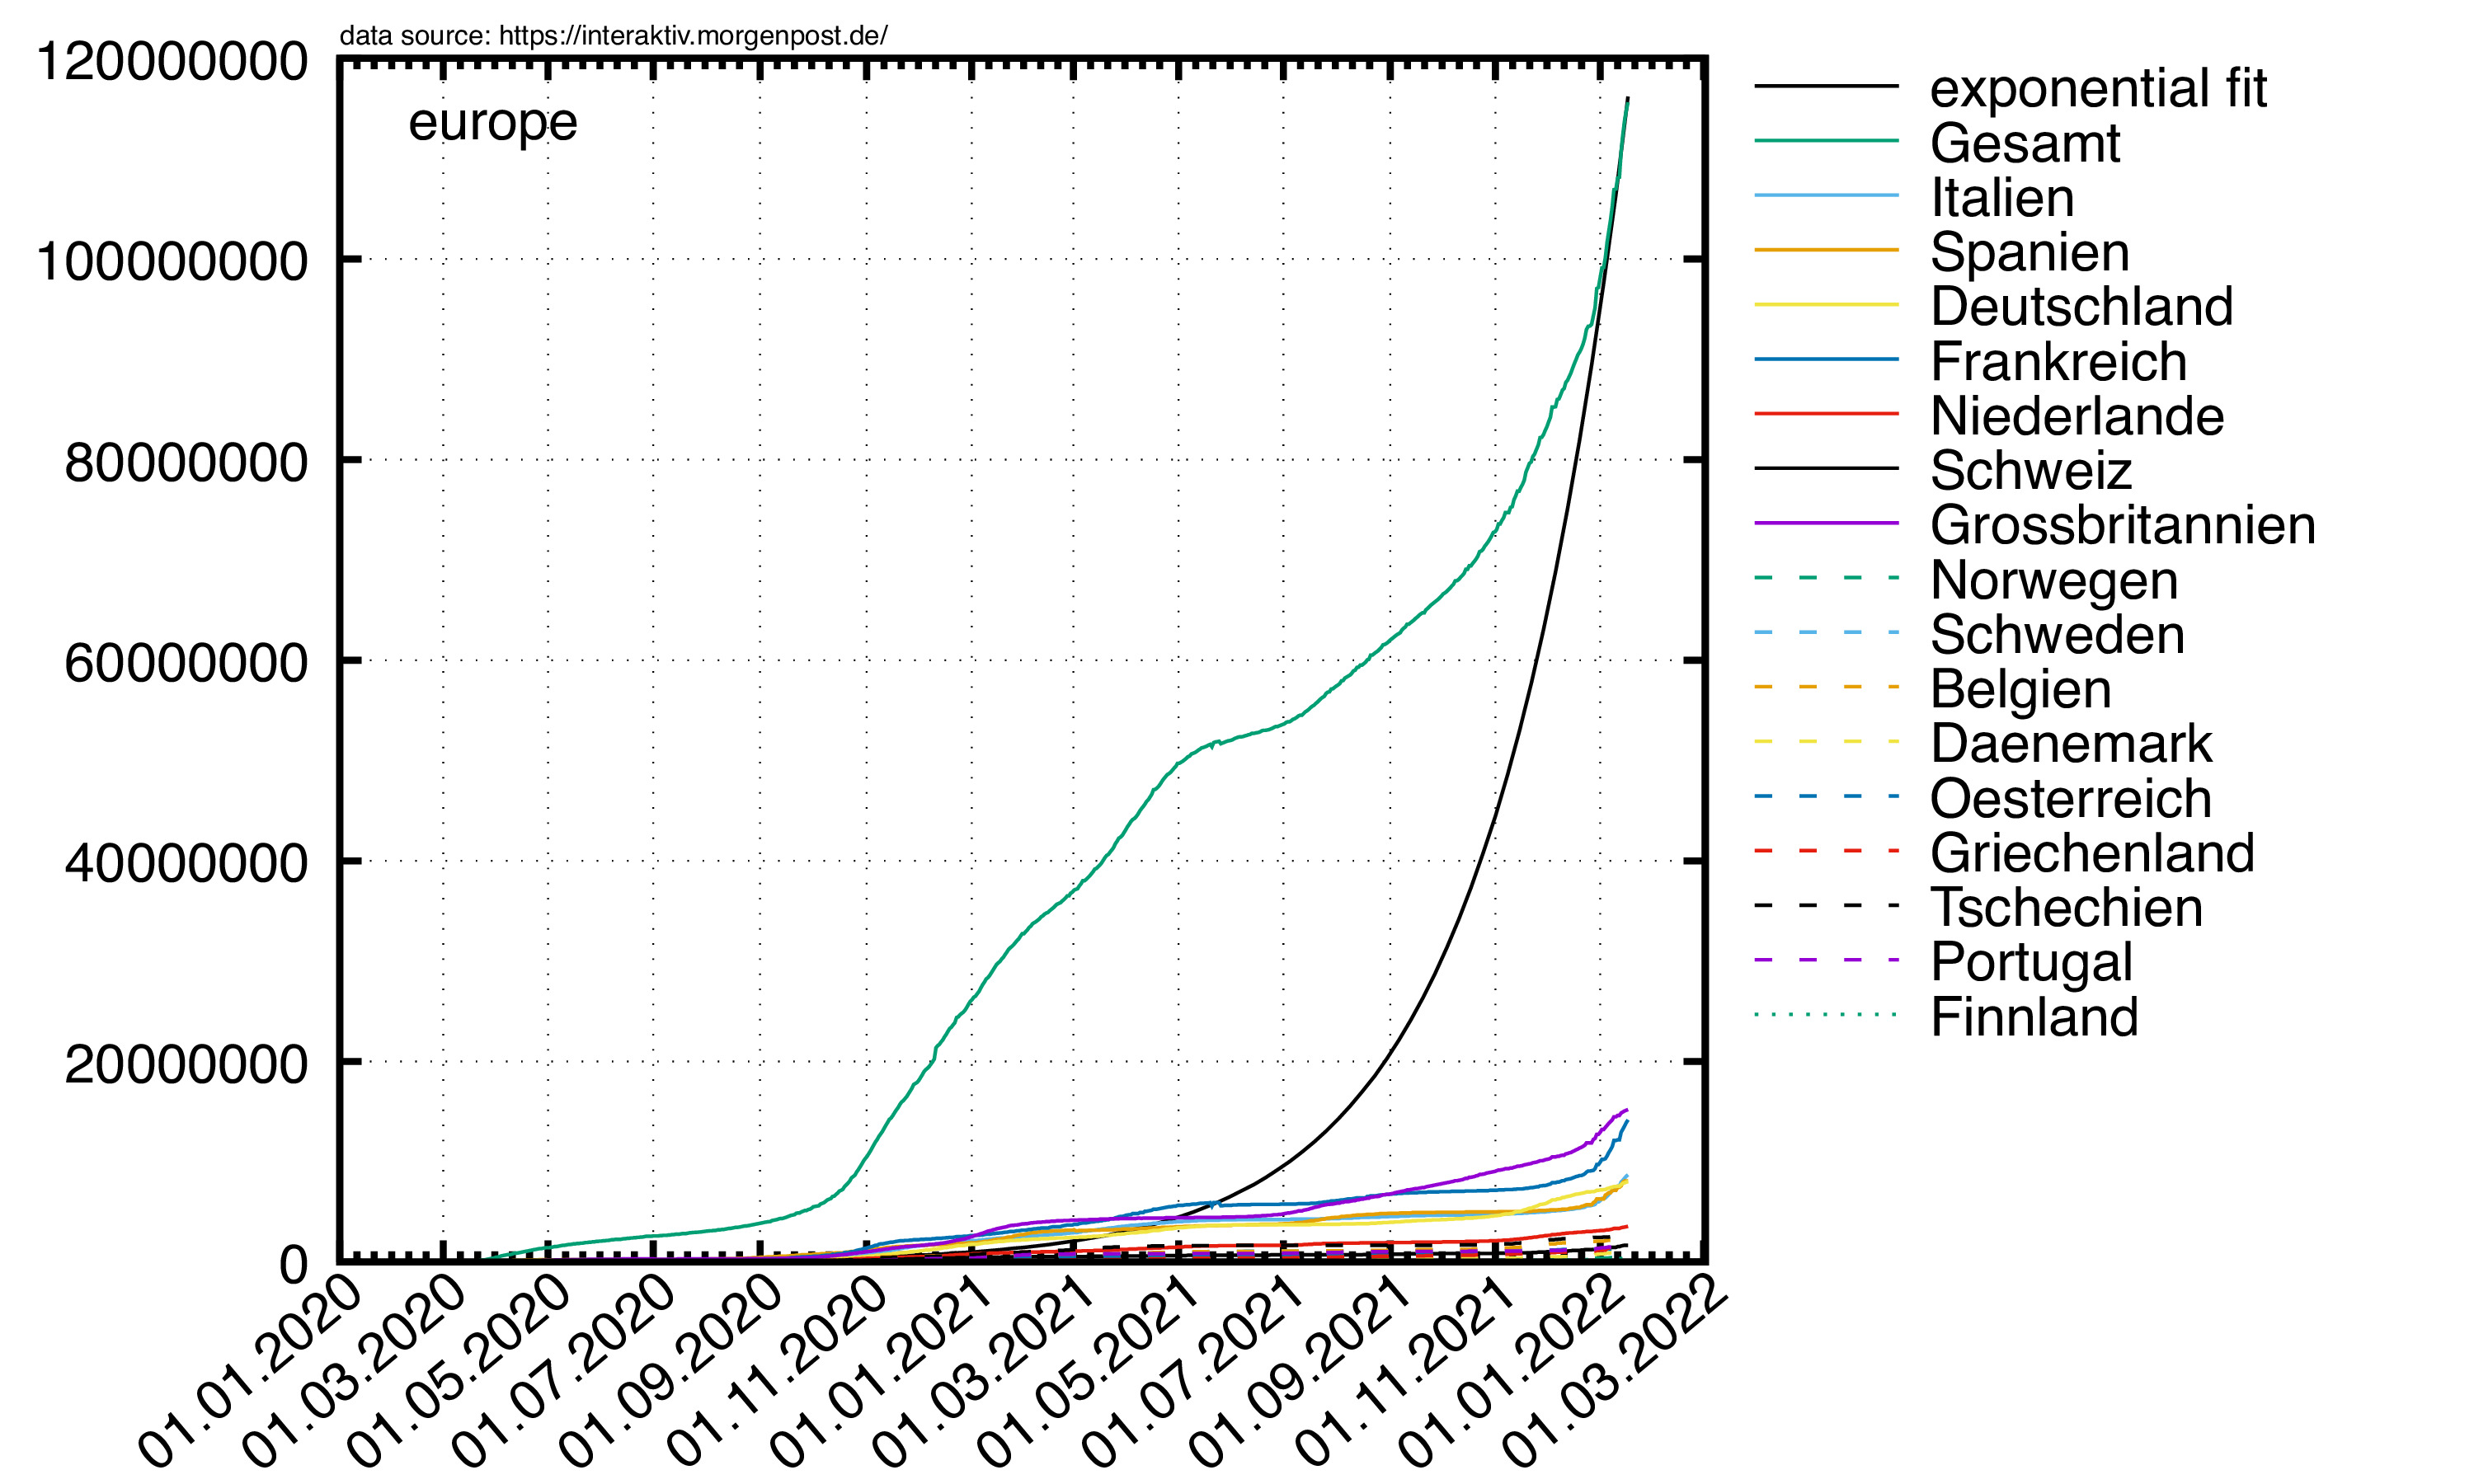 data source: https://interaktiv.morgenpost.de/
120000000
100000000
80000000
60000000
40000000
20000000
0
europe
exponential fit
Gesamt
Italien
Spanien
Deutschland
Frankreich
Niederlande
Schweiz
Grossbritannien
Norwegen
Schweden
Belgien
Daenemark
Oesterreich
Griechenland
Tschechien
Portugal
Finnland
01.01.2020
01.03.2020
01.05.2020
01.07.2020
01.09.2020
01.11.2020
01.01.2021
01.03.2021
01.05.2021
01.07.2021
01.09.2021
01.11.2021
01.01.2022
01.03.2022